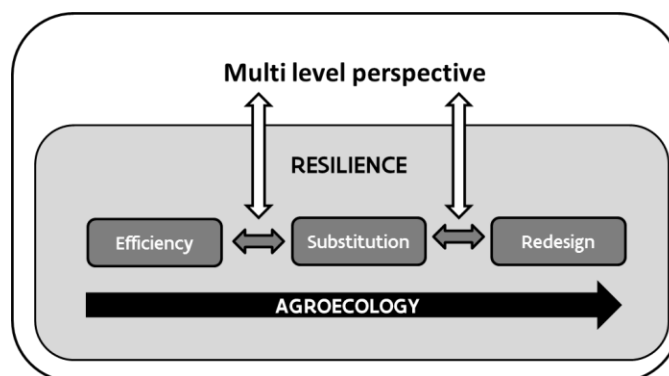 Multi level perspective
RESILIENCE
Efficiency
Substitution
Redesign
AGROECOLOGY